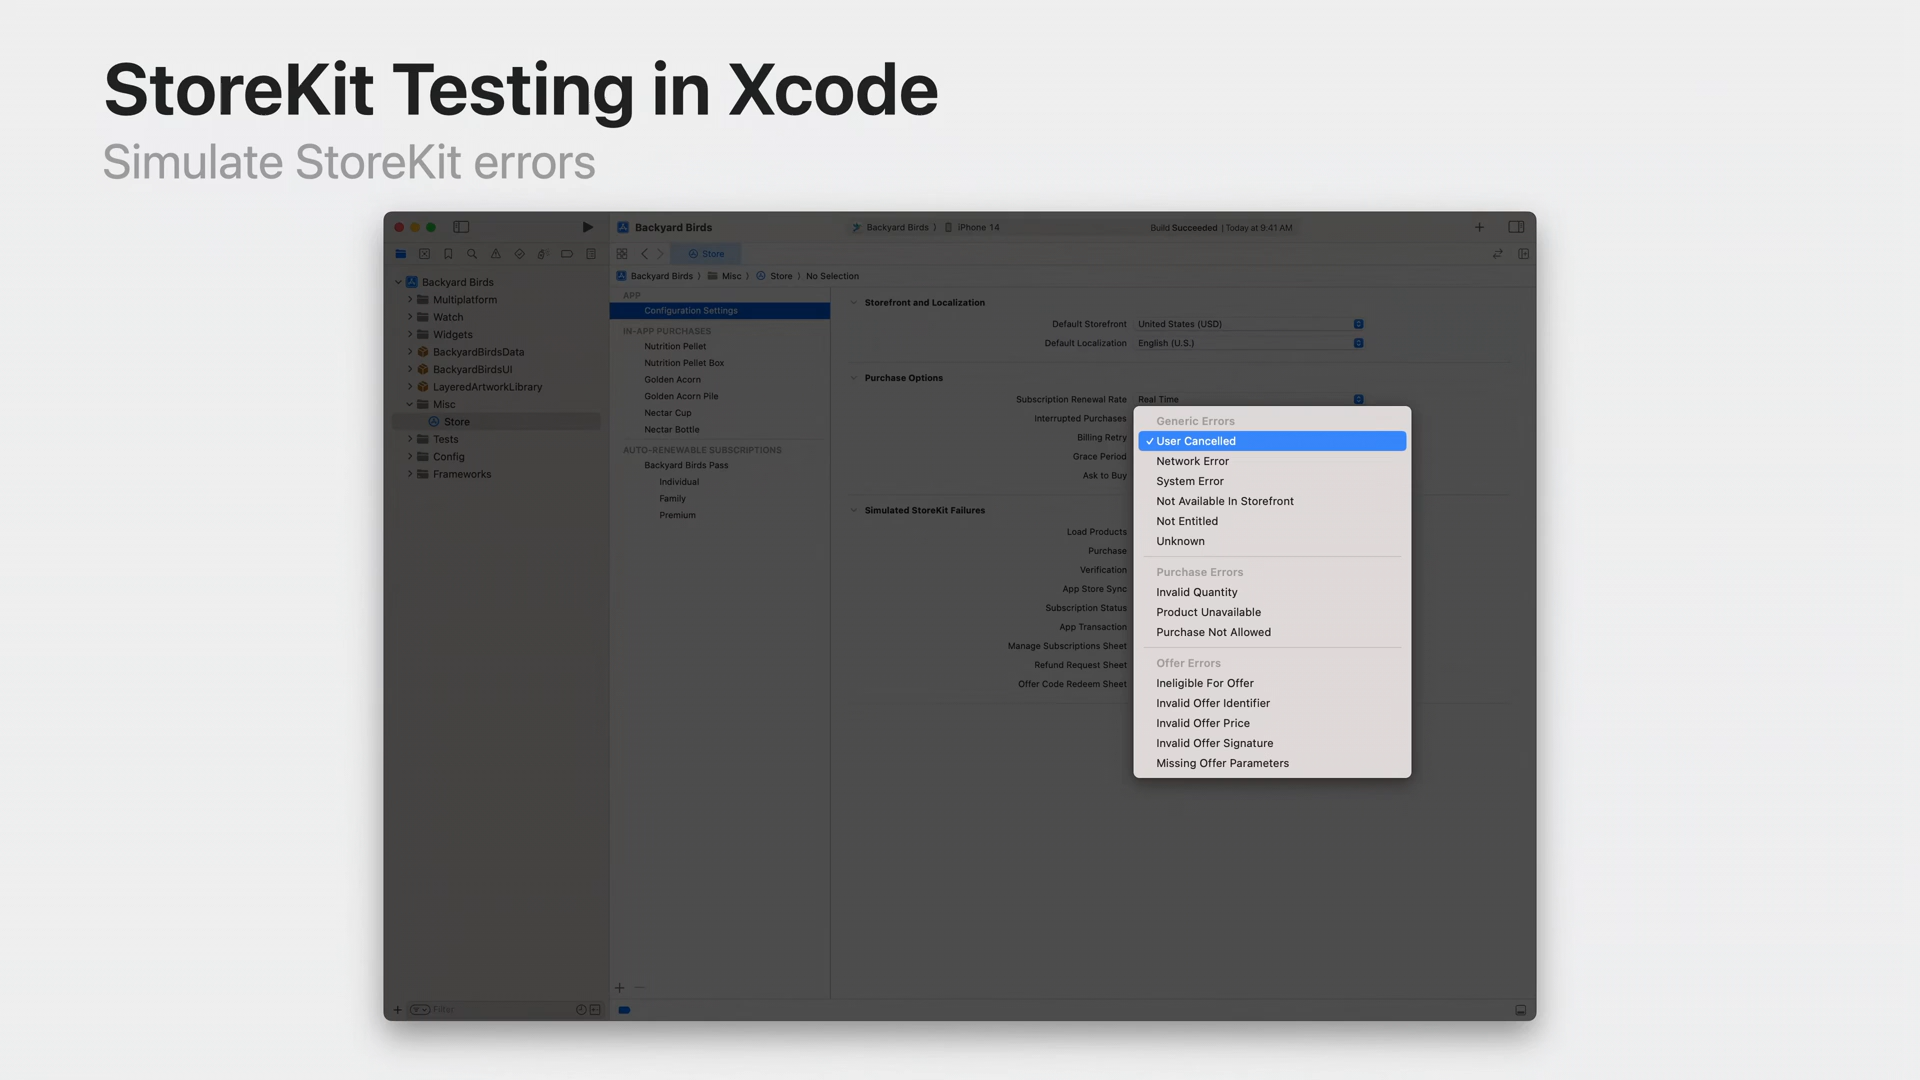 StoreKit Testing in Xcode
Simulate StoreKit errors
Backyard Birds
Backyard Birds
iPhone 14
Build Succeeded | Today at 9:41 AM
Store
Backyard Birds
Misc
Store
No Selection
Backyard Birds
Multiplatform
Watch
Widgets
BackyardBirdsData
BackyardBirdsUI
LayeredArtworkLibrary
Misc
Store
Tests
Config
Frameworks
Filter
APP
Configuration Settings
IN-APP PURCHASES
Nutrition Pellet
Nutrition Pellet Box
Golden Acorn
Golden Acorn Pile
Nectar Cup
Nectar Bottle
AUTO-RENEWABLE SUBSCRIPTIONS
Backyard Birds Pass
Individual
Family
Premium
Storefront and Localization
Default Storefront United States (USD)
Default Localization English (U.S.)
Purchase Options
Subscription Renewal Rate Real Time
Interrupted Purchases
Billing Retry
Grace Period
Ask to Buy
Simulated StoreKit Failures
Load Products
Purchase
Verification
App Store Sync
Subscription Status
App Transaction
Manage Subscriptions Sheet
Refund Request Sheet
Offer Code Redeem Sheet
Generic Errors
✓ User Cancelled
Network Error
System Error
Not Available In Storefront
Not Entitled
Unknown
Purchase Errors
Invalid Quantity
Product Unavailable
Purchase Not Allowed
Offer Errors
Ineligible For Offer
Invalid Offer Identifier
Invalid Offer Price
Invalid Offer Signature
Missing Offer Parameters